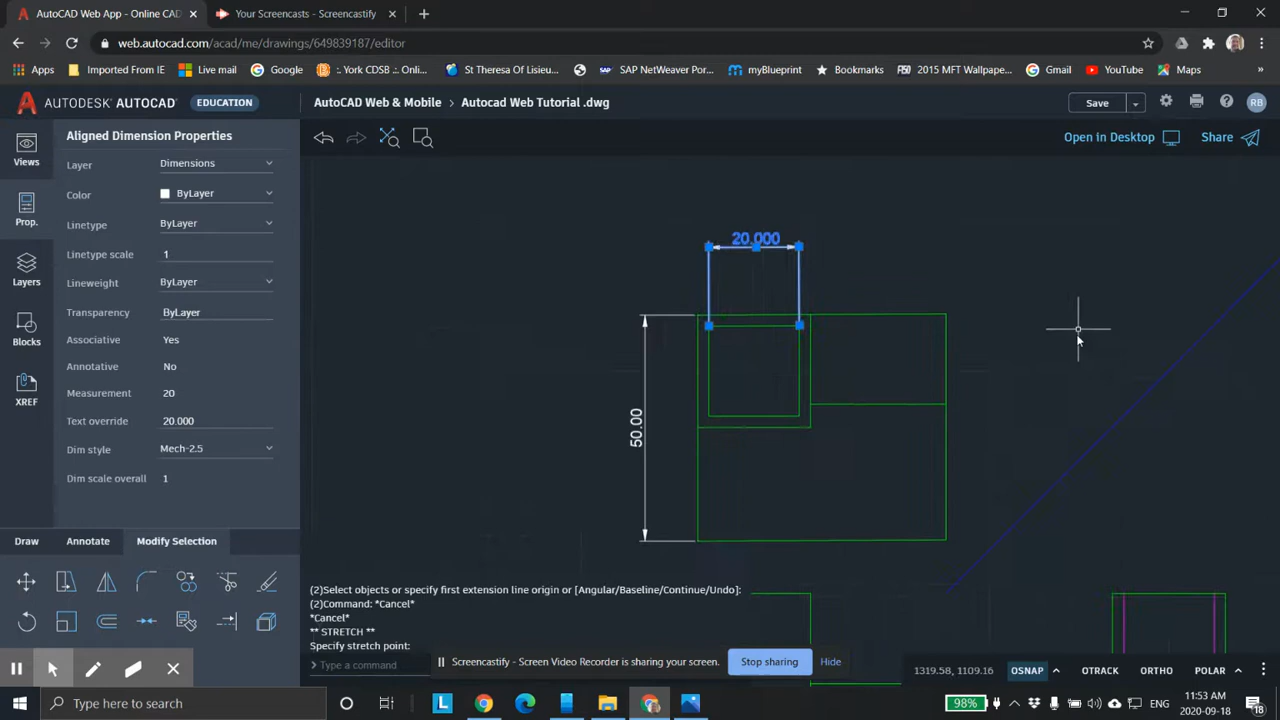 AutoCAD Web App - Online CAD
Your Screencasts - Screencastify
web.autocad.com/acad/me/drawings/649839187/editor
Apps
Imported From IE
Live mail
Google
:. York CDSB :. Onli...
St Theresa Of Lisieu...
SAP NetWeaver Por...
myBlueprint
Bookmarks
2015 MFT Wallpape...
Gmail
YouTube
Maps
AUTODESK AUTOCAD EDUCATION
AutoCAD Web & Mobile > Autocad Web Tutorial .dwg
Save
RB
Views
Prop.
Layers
Blocks
XREF
Aligned Dimension Properties
Layer Dimensions
Color ByLayer
Linetype ByLayer
Linetype scale 1
Lineweight ByLayer
Transparency ByLayer
Associative Yes
Annotative No
Measurement 20
Text override 20.000
Dim style Mech-2.5
Dim scale overall 1
Draw Annotate Modify Selection
Open in Desktop
Share
20.000
50.00
(2)Select objects or specify first extension line origin or [Angular/Baseline/Continue/Undo]:
(2)Command: *Cancel*
*Cancel*
** STRETCH **
Specify stretch point:
Type a command
Screencastify - Screen Video Recorder is sharing your screen.
Stop sharing
Hide
1319.58, 1109.16
OSNAP
OTRACK
ORTHO
POLAR
Type here to search
98%
ENG
11:53 AM
2020-09-18
18